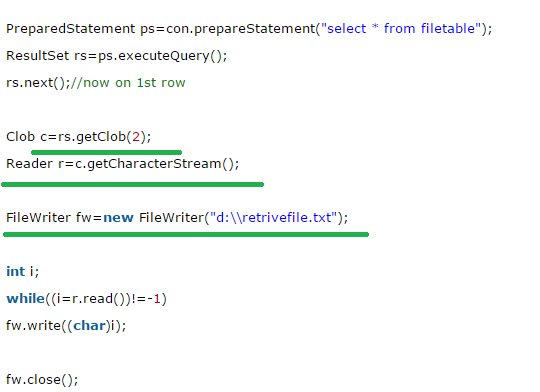 PreparedStatement ps=con.prepareStatement("select * from filetable");
ResultSet rs=ps.executeQuery();
rs.next();//now on 1st row
Clob c=rs.getClob(2);
Reader r=c.getCharacterStream();
FileWriter fw=new FileWriter("d:\\retrivefile.txt");
int i;
while((i=r.read())!=-1)
fw.write((char)i);
fw.close();